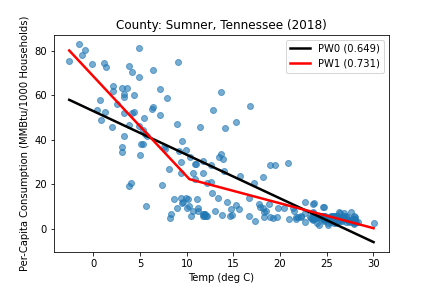 County: Sumner, Tennessee (2018)
PW0 (0.649)
PW1 (0.731)
Per-Capita Consumption (MMBtu/1000 Households)
80
60
40
20
0
0 5 10 15 20 25 30
Temp (deg C)